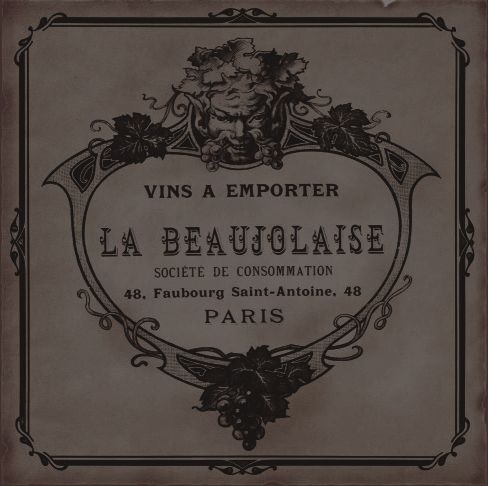 VINS A EMPORTER
LA BEAUJOLAISE
SOCIÉTÉ DE CONSOMMATION
48, Faubourg Saint-Antoine, 48
PARIS